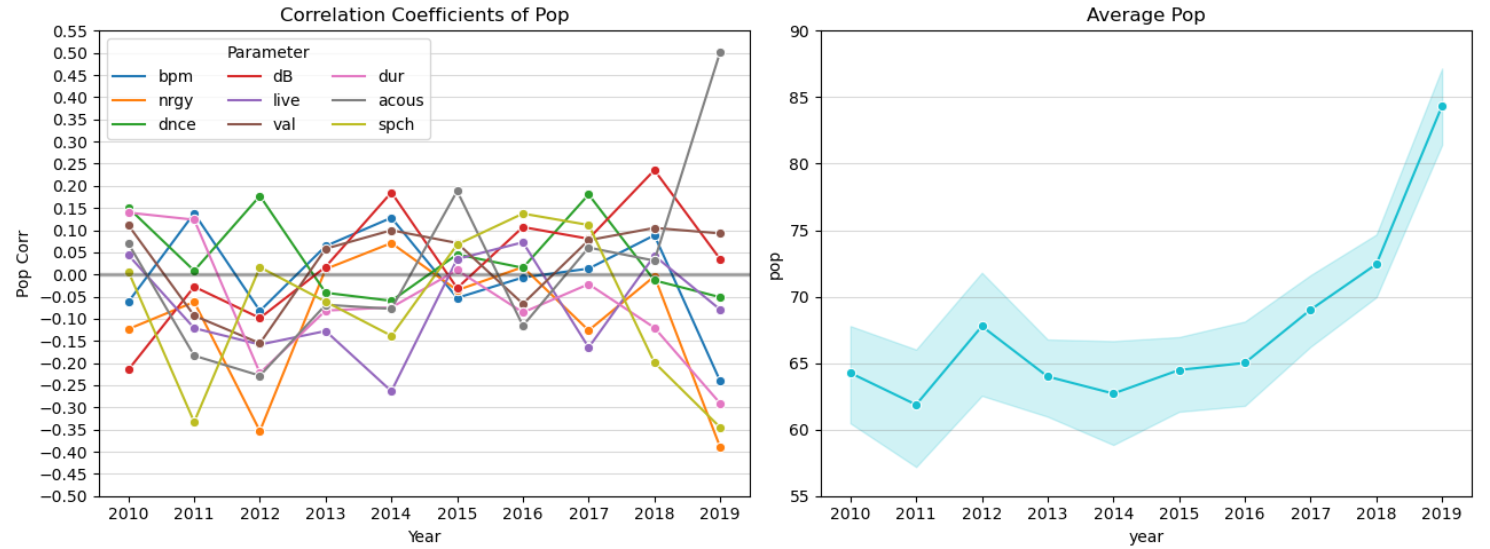 Correlation Coefficients of Pop
0.55
0.50
0.45
0.40
0.35
0.30
0.25
0.20
0.15
0.10
0.05
0.00
−0.05
−0.10
−0.15
−0.20
−0.25
−0.30
−0.35
−0.40
−0.45
−0.50
Pop Corr
Parameter
bpm dB dur
nrgy live acous
dnce val spch
2010 2011 2012 2013 2014 2015 2016 2017 2018 2019
Year
Average Pop
90
85
80
75
70
65
60
55
pop
2010 2011 2012 2013 2014 2015 2016 2017 2018 2019
year